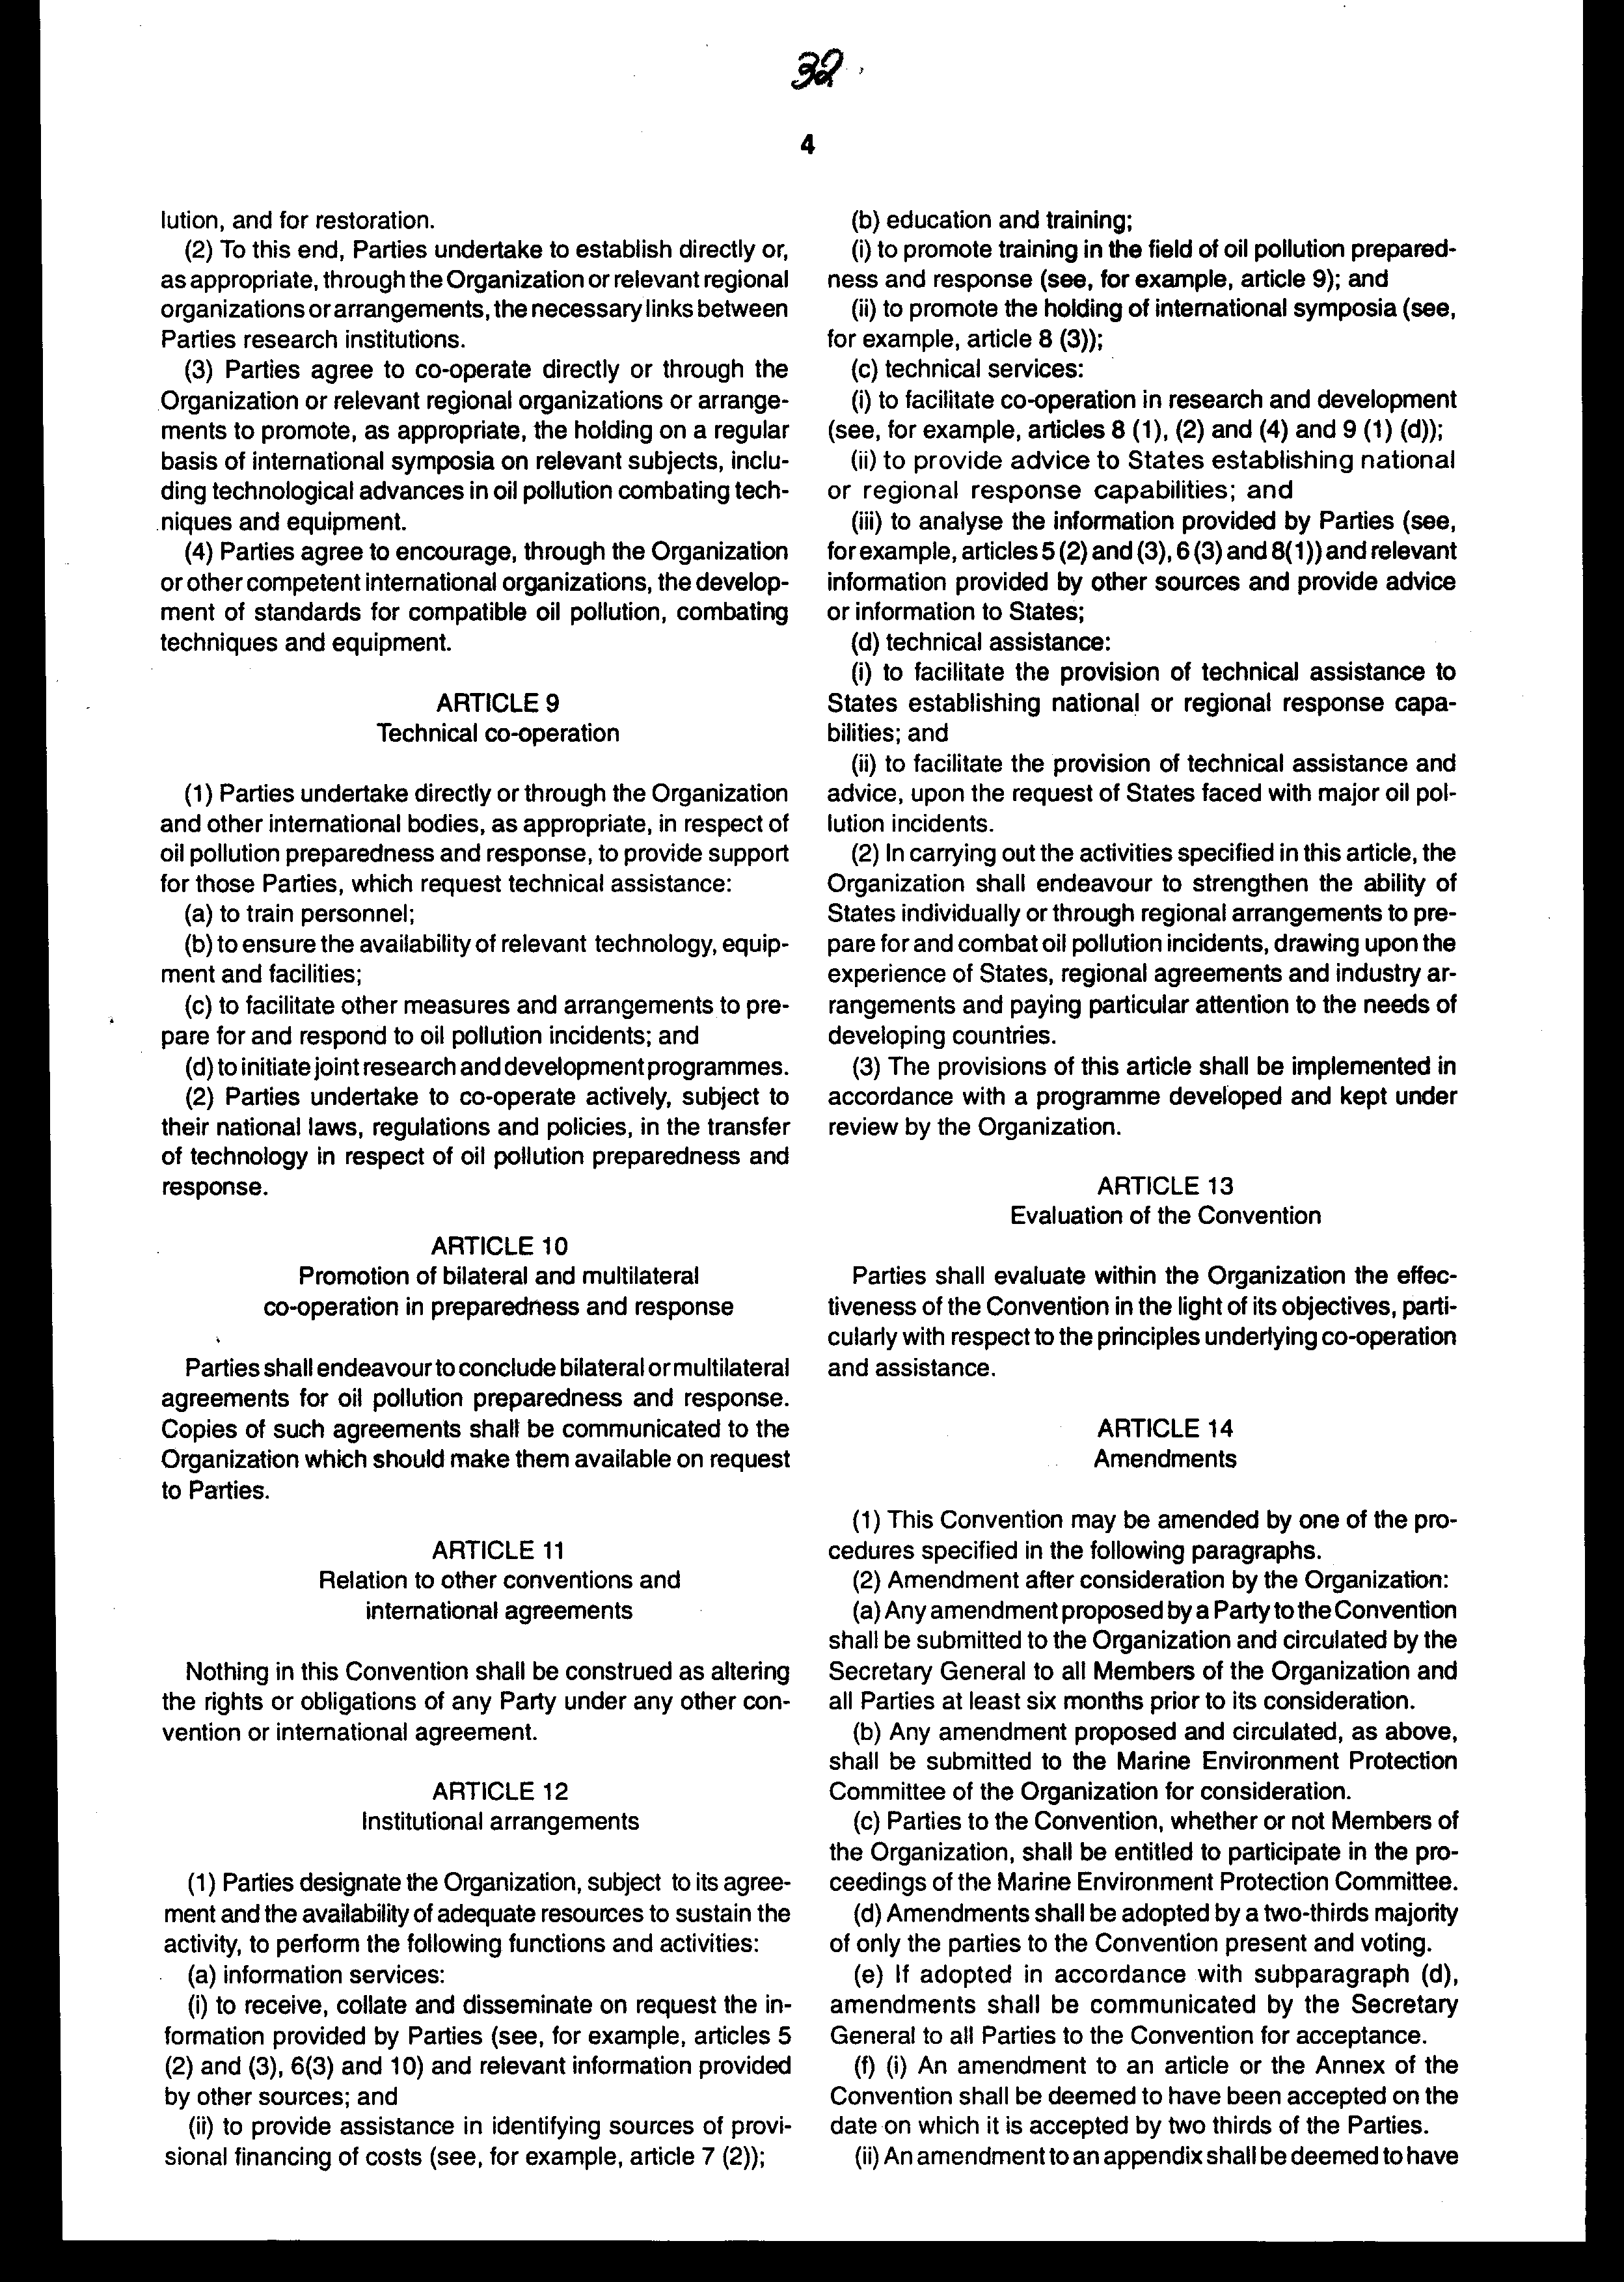 32
4
lution, and for restoration.
(2) To this end, Parties undertake to establish directly or,
as appropriate, through the Organization or relevant regional
organizations or arrangements, the necessary links between
Parties research institutions.
(3) Parties agree to co-operate directly or through the
Organization or relevant regional organizations or arrange-
ments to promote, as appropriate, the holding on a regular
basis of international symposia on relevant subjects, inclu-
ding technological advances in oil pollution combating tech-
niques and equipment.
(4) Parties agree to encourage, through the Organization
or other competent international organizations, the develop-
ment of standards for compatible oil pollution, combating
techniques and equipment.
ARTICLE 9
Technical co-operation
(1) Parties undertake directly or through the Organization
and other international bodies, as appropriate, in respect of
oil pollution preparedness and response, to provide support
for those Parties, which request technical assistance:
(a) to train personnel;
(b) to ensure the availability of relevant technology, equip-
ment and facilities;
(c) to facilitate other measures and arrangements to pre-
pare for and respond to oil pollution incidents; and
(d) to initiate joint research and development programmes.
(2) Parties undertake to co-operate actively, subject to
their national laws, regulations and policies, in the transfer
of technology in respect of oil pollution preparedness and
response.
ARTICLE 10
Promotion of bilateral and multilateral
co-operation in preparedness and response
Parties shall endeavour to conclude bilateral or multilateral
agreements for oil pollution preparedness and response.
Copies of such agreements shall be communicated to the
Organization which should make them available on request
to Parties.
ARTICLE 11
Relation to other conventions and
international agreements
Nothing in this Convention shall be construed as altering
the rights or obligations of any Party under any other con-
vention or international agreement.
ARTICLE 12
Institutional arrangements
(1) Parties designate the Organization, subject to its agree-
ment and the availability of adequate resources to sustain the
activity, to perform the following functions and activities:
(a) information services:
(i) to receive, collate and disseminate on request the in-
formation provided by Parties (see, for example, articles 5
(2) and (3), 6(3) and 10) and relevant information provided
by other sources; and
(ii) to provide assistance in identifying sources of provi-
sional financing of costs (see, for example, article 7 (2));
(b) education and training;
(i) to promote training in the field of oil pollution prepared-
ness and response (see, for example, article 9); and
(ii) to promote the holding of international symposia (see,
for example, article 8 (3));
(c) technical services:
(i) to facilitate co-operation in research and development
(see, for example, articles 8 (1), (2) and (4) and 9 (1) (d));
(ii) to provide advice to States establishing national
or regional response capabilities; and
(iii) to analyse the information provided by Parties (see,
for example, articles 5 (2) and (3), 6 (3) and 8(1)) and relevant
information provided by other sources and provide advice
or information to States;
(d) technical assistance:
(i) to facilitate the provision of technical assistance to
States establishing national or regional response capa-
bilities; and
(ii) to facilitate the provision of technical assistance and
advice, upon the request of States faced with major oil pol-
lution incidents.
(2) In carrying out the activities specified in this article, the
Organization shall endeavour to strengthen the ability of
States individually or through regional arrangements to pre-
pare for and combat oil pollution incidents, drawing upon the
experience of States, regional agreements and industry ar-
rangements and paying particular attention to the needs of
developing countries.
(3) The provisions of this article shall be implemented in
accordance with a programme developed and kept under
review by the Organization.
ARTICLE 13
Evaluation of the Convention
Parties shall evaluate within the Organization the effec-
tiveness of the Convention in the light of its objectives, parti-
cularly with respect to the principles underlying co-operation
and assistance.
ARTICLE 14
Amendments
(1) This Convention may be amended by one of the pro-
cedures specified in the following paragraphs.
(2) Amendment after consideration by the Organization:
(a) Any amendment proposed by a Party to the Convention
shall be submitted to the Organization and circulated by the
Secretary General to all Members of the Organization and
all Parties at least six months prior to its consideration.
(b) Any amendment proposed and circulated, as above,
shall be submitted to the Marine Environment Protection
Committee of the Organization for consideration.
(c) Parties to the Convention, whether or not Members of
the Organization, shall be entitled to participate in the pro-
ceedings of the Marine Environment Protection Committee.
(d) Amendments shall be adopted by a two-thirds majority
of only the parties to the Convention present and voting.
(e) If adopted in accordance with subparagraph (d),
amendments shall be communicated by the Secretary
General to all Parties to the Convention for acceptance.
(f) (i) An amendment to an article or the Annex of the
Convention shall be deemed to have been accepted on the
date on which it is accepted by two thirds of the Parties.
(ii) An amendment to an appendix shall be deemed to have